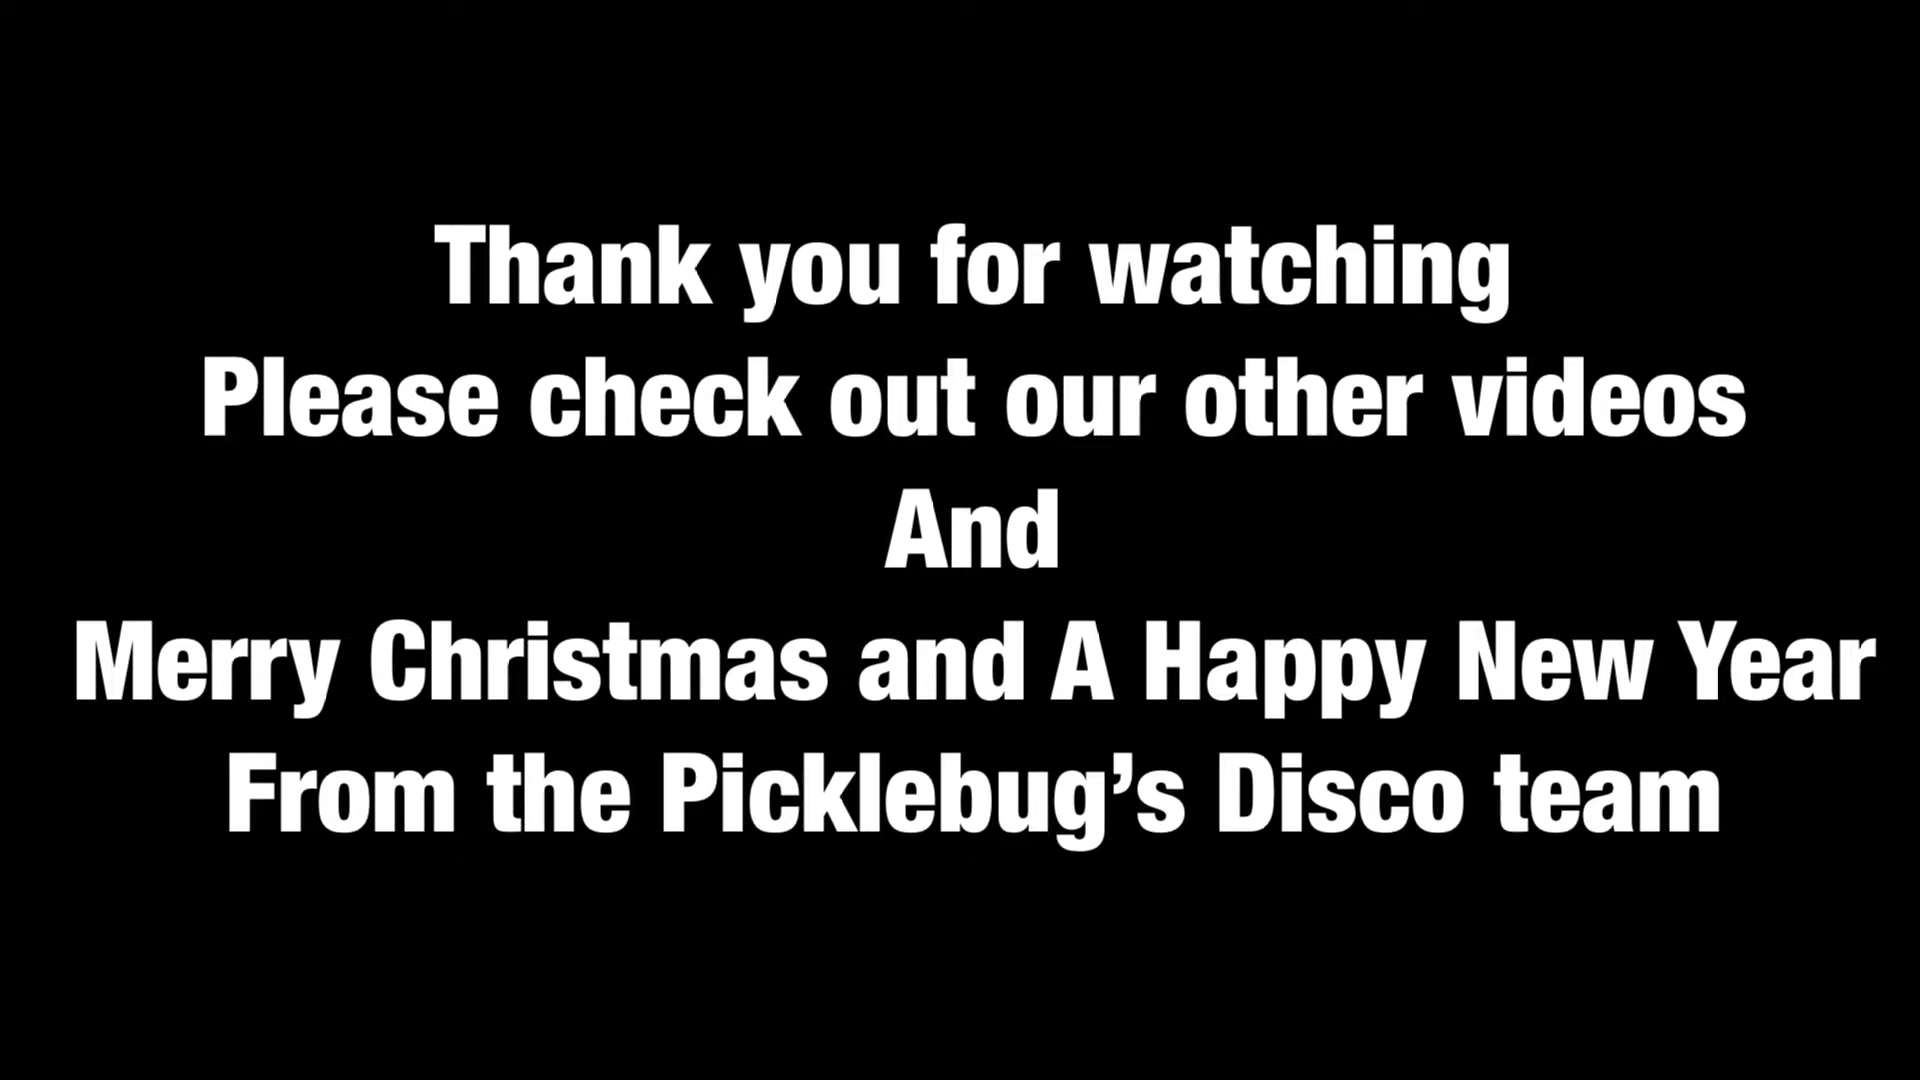 Thank you for watching
Please check out our other videos
And
Merry Christmas and A Happy New Year
From the Picklebug’s Disco team